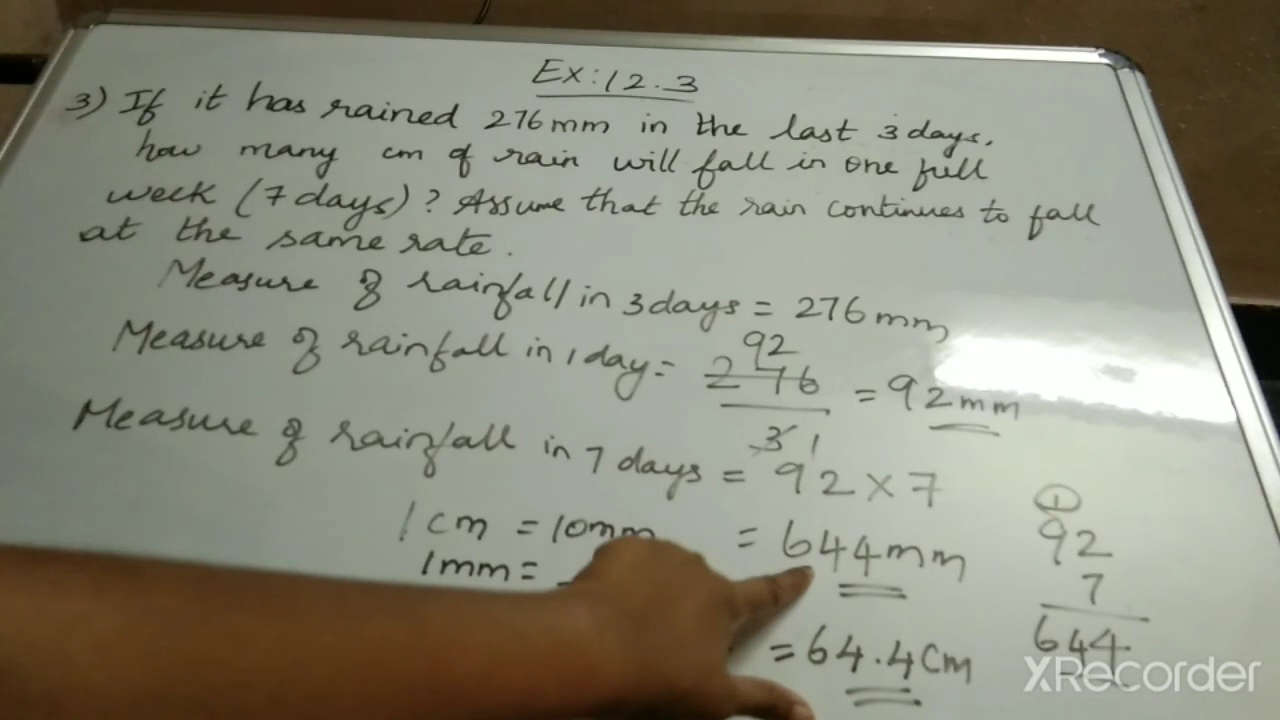 Ex:12.3
3) If it has rained 276mm in the last 3 days,
how many cm of rain will fall in one full
week (7 days)? Assume that the rain continues to fall
at the same rate.
Measure of rainfall in 3 days = 276 mm
92
Measure of rainfall in 1 day = 276 = 92mm
3 1
Measure of rainfall in 7 days = 92 x 7
1 cm = 10mm = 644mm
1mm =
= 64.4 Cm
1
92
7
644
XRecorder